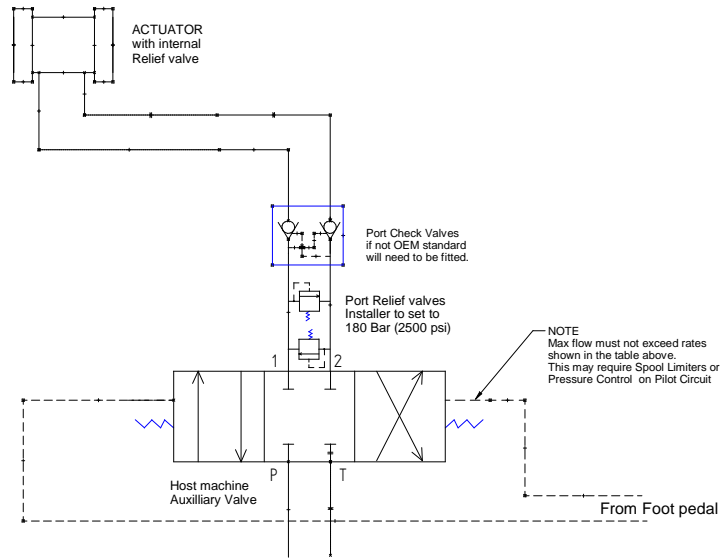 ACTUATOR
with internal
Relief valve
Port Check Valves
if not OEM standard
will need to be fitted.
Port Relief valves
Installer to set to
180 Bar (2500 psi)
NOTE
Max flow must not exceed rates
shown in the table above.
This may require Spool Limiters or
Pressure Control on Pilot Circuit
1 2
P T
Host machine
Auxilliary Valve
From Foot pedal